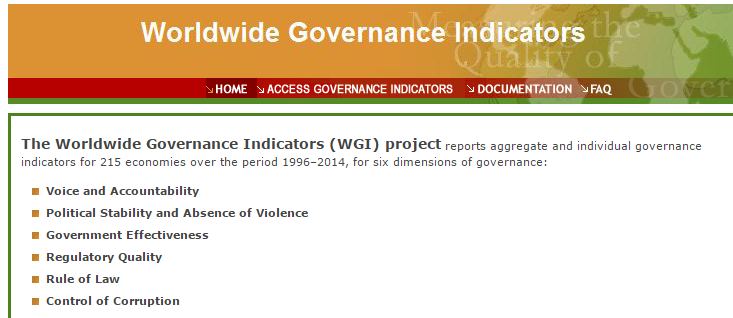 Measuring the
Worldwide Governance Indicators
Quality of
Gover
HOME ACCESS GOVERNANCE INDICATORS DOCUMENTATION FAQ
The Worldwide Governance Indicators (WGI) project reports aggregate and individual governance
indicators for 215 economies over the period 1996–2014, for six dimensions of governance:
Voice and Accountability
Political Stability and Absence of Violence
Government Effectiveness
Regulatory Quality
Rule of Law
Control of Corruption